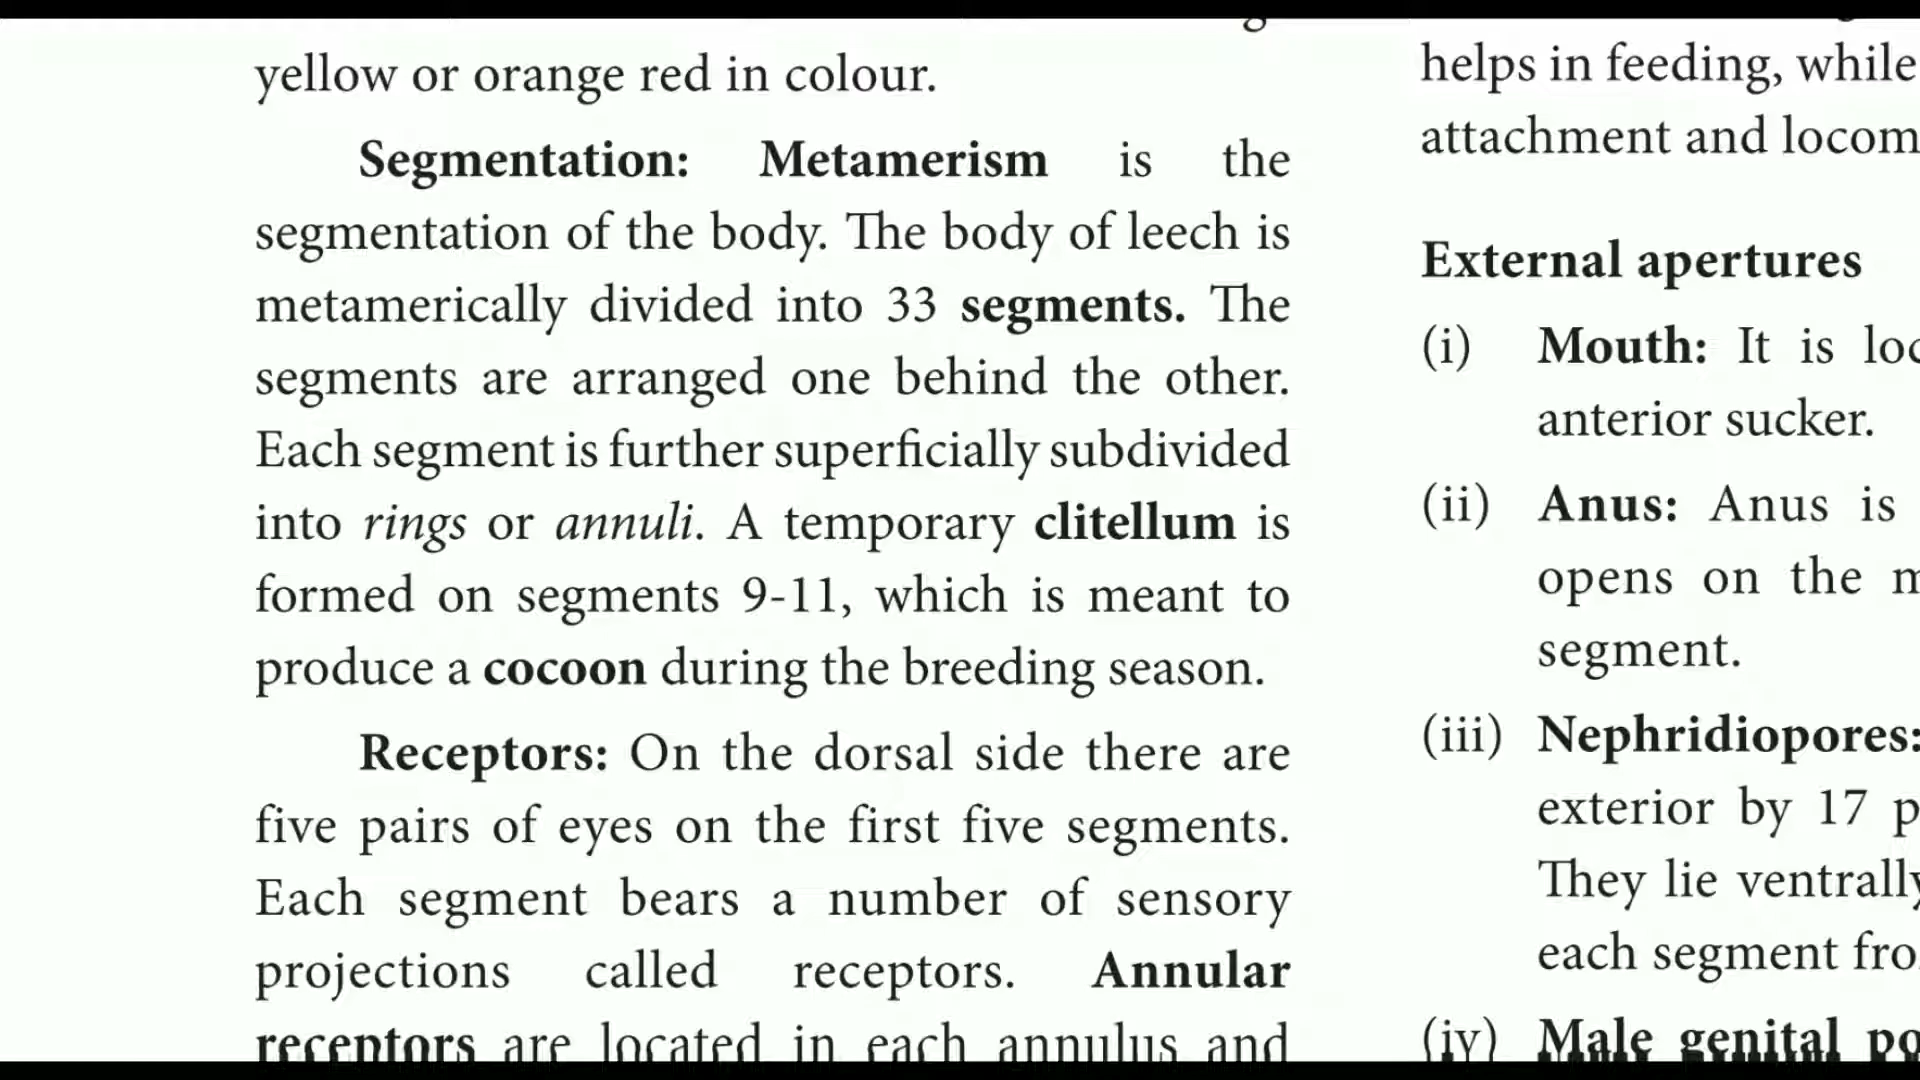 yellow or orange red in colour.
Segmentation: Metamerism is the
segmentation of the body. The body of leech is
metamerically divided into 33 segments. The
segments are arranged one behind the other.
Each segment is further superficially subdivided
into rings or annuli. A temporary clitellum is
formed on segments 9-11, which is meant to
produce a cocoon during the breeding season.
Receptors: On the dorsal side there are
five pairs of eyes on the first five segments.
Each segment bears a number of sensory
projections called receptors. Annular
receptors are located in each annulus and
helps in feeding, while
attachment and locom
External apertures
(i) Mouth: It is loc
anterior sucker.
(ii) Anus: Anus is
opens on the m
segment.
(iii) Nephridiopores:
exterior by 17 p
They lie ventrally
each segment fro
(iv) Male genital po